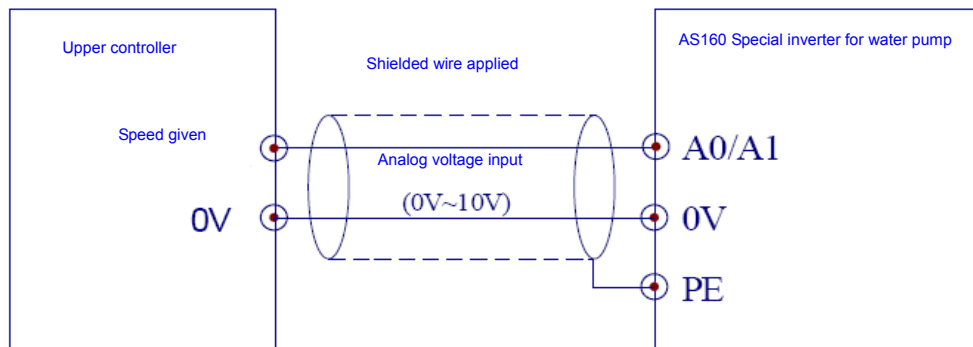 Upper controller
AS160 Special inverter for water pump
Shielded wire applied
Speed given
A0/A1
Analog voltage input
(0V~10V)
0V
0V
PE